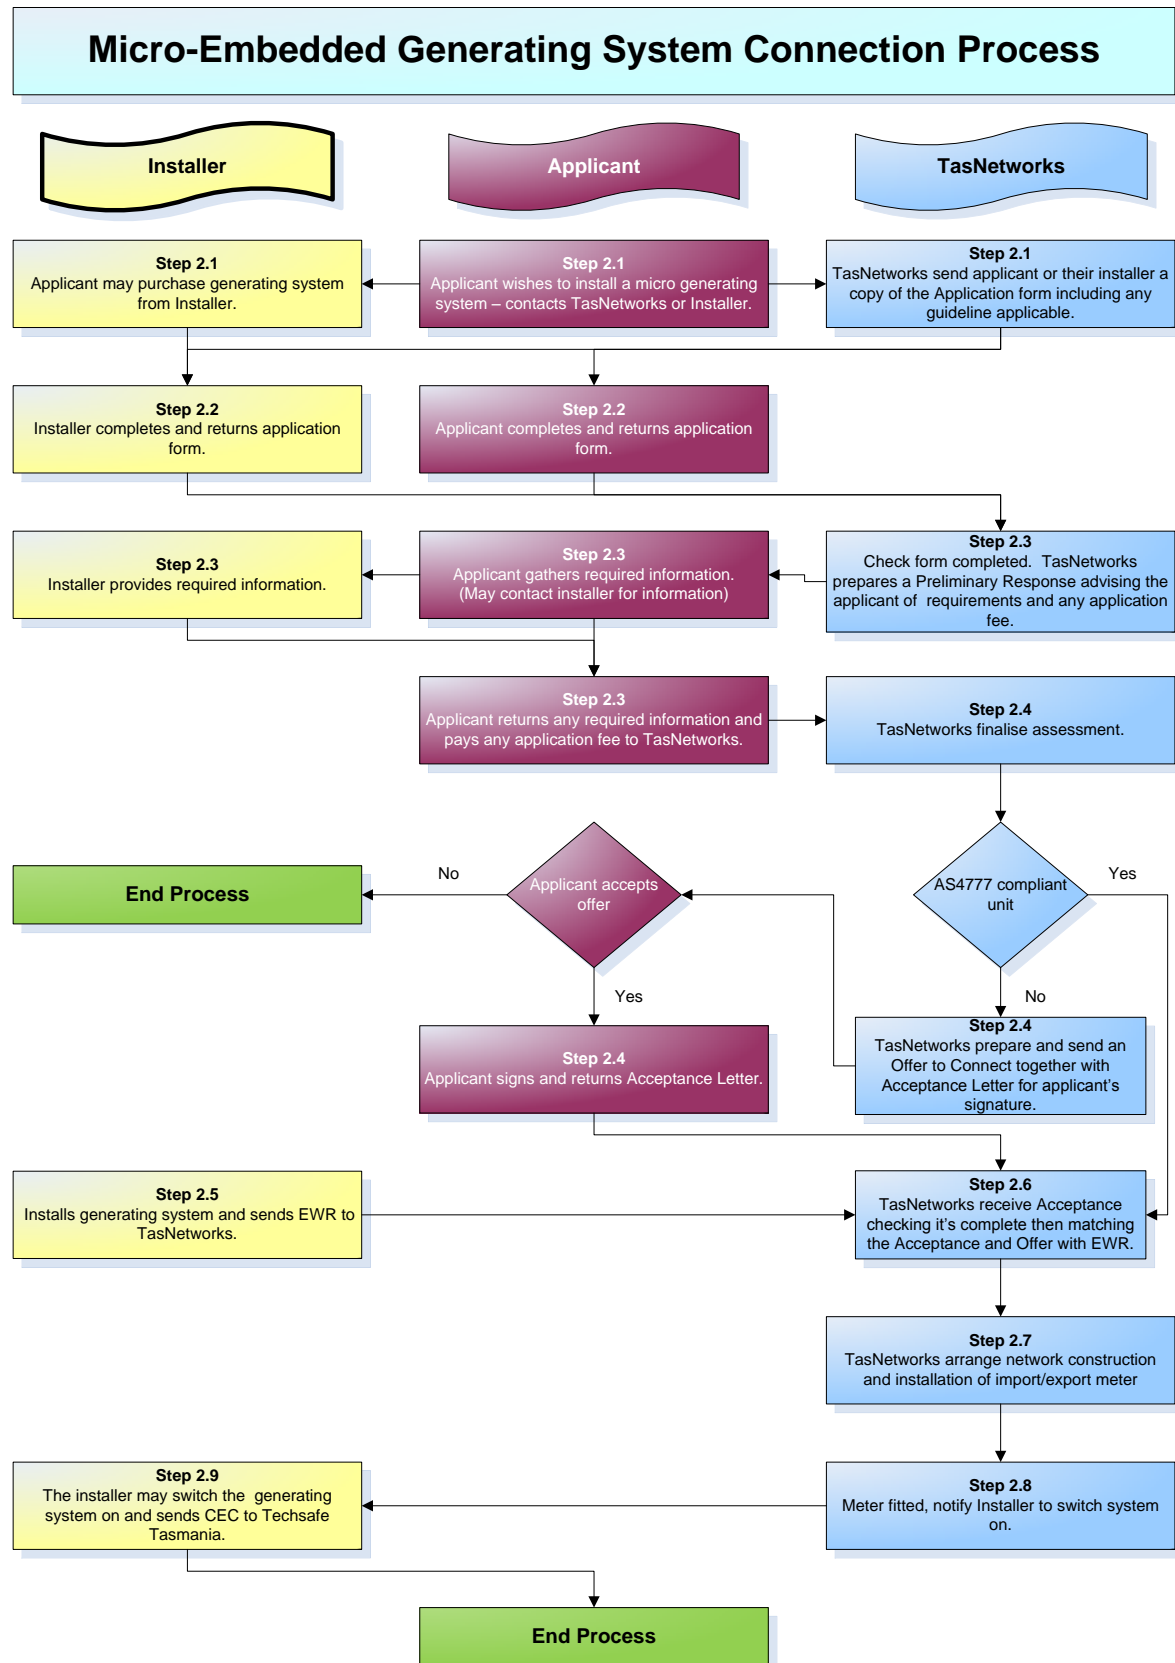 Micro-Embedded Generating System Connection Process
Installer
Applicant
TasNetworks
Step 2.1
Applicant may purchase generating system
from Installer.
Step 2.1
Applicant wishes to install a micro generating
system – contacts TasNetworks or Installer.
Step 2.1
TasNetworks send applicant or their installer a
copy of the Application form including any
guideline applicable.
Step 2.2
Installer completes and returns application
form.
Step 2.2
Applicant completes and returns application
form.
Step 2.3
Installer provides required information.
Step 2.3
Applicant gathers required information.
(May contact installer for information)
Step 2.3
Check form completed. TasNetworks
prepares a Preliminary Response advising the
applicant of requirements and any application
fee.
Step 2.3
Applicant returns any required information and
pays any application fee to TasNetworks.
Step 2.4
TasNetworks finalise assessment.
End Process
No
Applicant accepts
offer
AS4777 compliant
unit
Yes
Yes
No
Step 2.4
Applicant signs and returns Acceptance Letter.
Step 2.4
TasNetworks prepare and send an
Offer to Connect together with
Acceptance Letter for applicant's
signature.
Step 2.5
Installs generating system and sends EWR to
TasNetworks.
Step 2.6
TasNetworks receive Acceptance
checking it's complete then matching
the Acceptance and Offer with EWR.
Step 2.7
TasNetworks arrange network construction
and installation of import/export meter
Step 2.9
The installer may switch the generating
system on and sends CEC to Techsafe
Tasmania.
Step 2.8
Meter fitted, notify Installer to switch system
on.
End Process